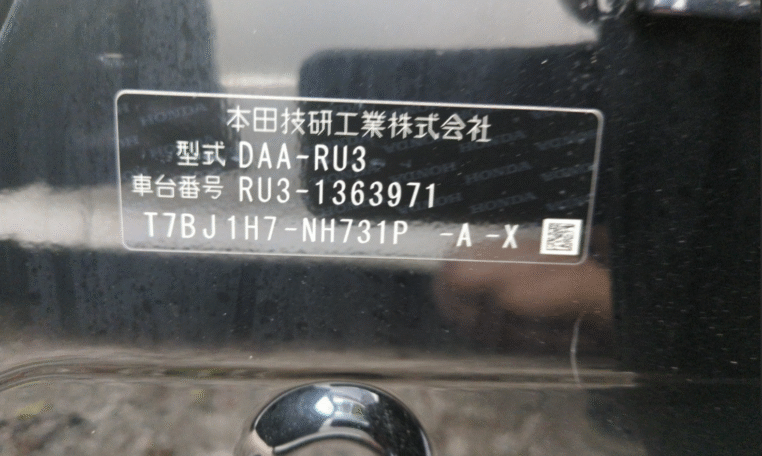 本田技研工業株式会社
型式 DAA-RU3
車台番号 RU3-1363971
T7BJ1H7-NH731P -A -X